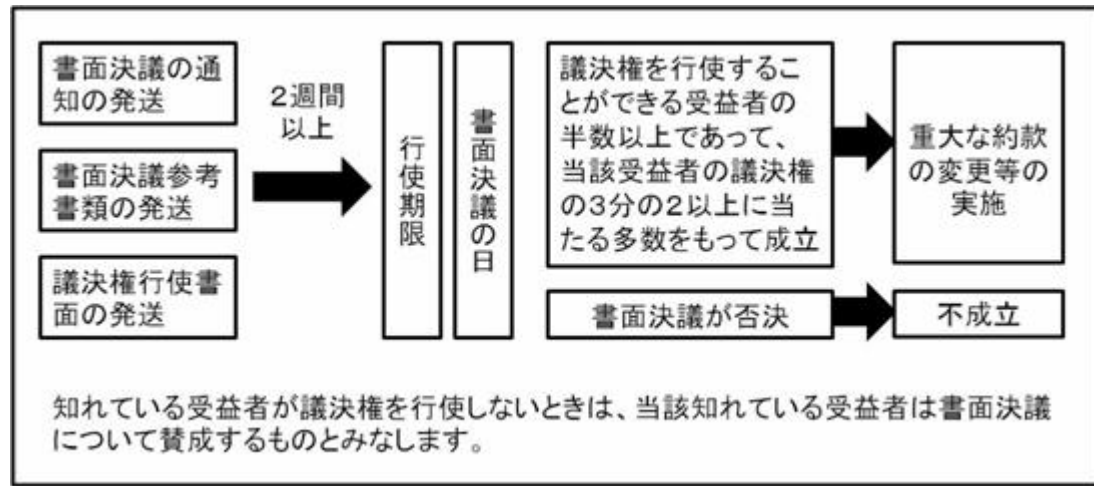 書面決議の通
知の発送
書面決議参考
書類の発送
議決権行使書
面の発送
2週間
以上
行使期限
書面決議の日
議決権を行使するこ
とができる受益者の
半数以上であって、
当該受益者の議決権
の3分の2以上に当
たる多数をもって成立
重大な約款
の変更等の
実施
書面決議が否決
不成立
知れている受益者が議決権を行使しないときは、当該知れている受益者は書面決議
について賛成するものとみなします。